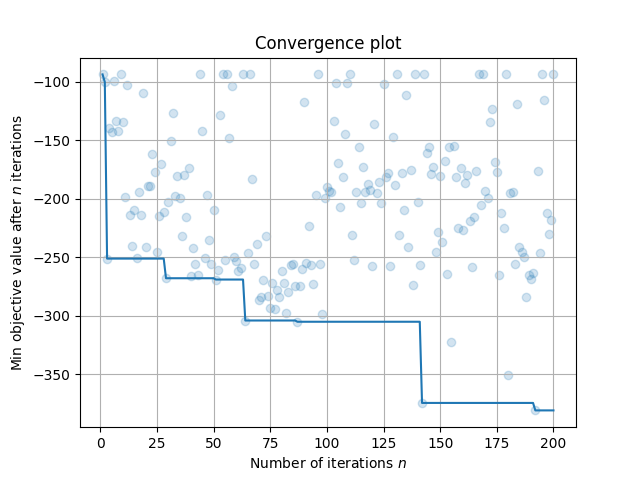 Convergence plot
Min objective value after n iterations
−100
−150
−200
−250
−300
−350
0 25 50 75 100 125 150 175 200
Number of iterations n